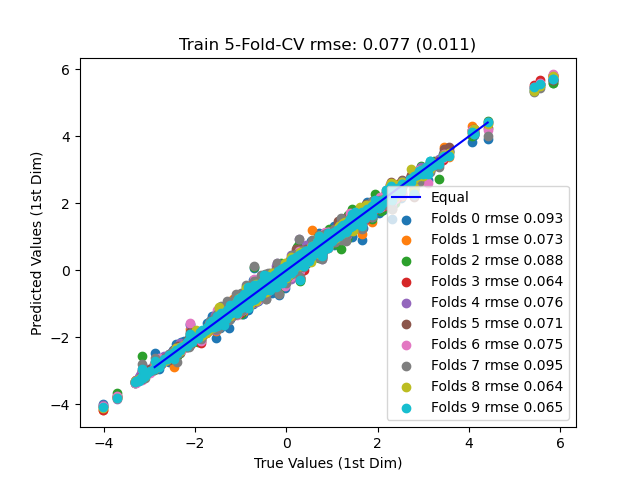 Train 5-Fold-CV rmse: 0.077 (0.011)
Predicted Values (1st Dim)
6
4
2
0
−2
−4
Equal
Folds 0 rmse 0.093
Folds 1 rmse 0.073
Folds 2 rmse 0.088
Folds 3 rmse 0.064
Folds 4 rmse 0.076
Folds 5 rmse 0.071
Folds 6 rmse 0.075
Folds 7 rmse 0.095
Folds 8 rmse 0.064
Folds 9 rmse 0.065
−4 −2 0 2 4 6
True Values (1st Dim)